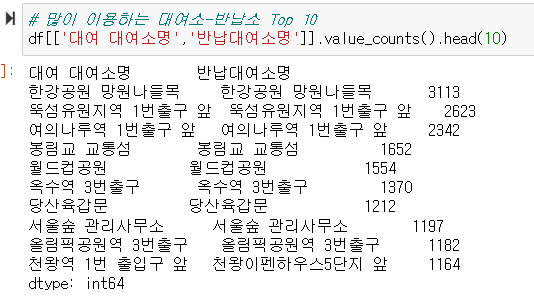 # 많이 이용하는 대여소-반납소 Top 10
df[['대여 대여소명','반납대여소명']].value_counts().head(10)
]: 대여 대여소명 반납대여소명
한강공원 망원나들목 한강공원 망원나들목 3113
뚝섬유원지역 1번출구 앞 뚝섬유원지역 1번출구 앞 2623
여의나루역 1번출구 앞 여의나루역 1번출구 앞 2342
봉림교 교통섬 봉림교 교통섬 1652
월드컵공원 월드컵공원 1554
옥수역 3번출구 옥수역 3번출구 1370
당산육갑문 당산육갑문 1212
서울숲 관리사무소 서울숲 관리사무소 1197
올림픽공원역 3번출구 올림픽공원역 3번출구 1182
천왕역 1번 출입구 앞 천왕이펜하우스5단지 앞 1164
dtype: int64